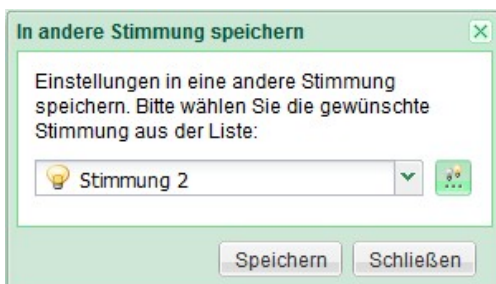 In andere Stimmung speichern
Einstellungen in eine andere Stimmung
speichern. Bitte wählen Sie die gewünschte
Stimmung aus der Liste:
Stimmung 2
Speichern Schließen